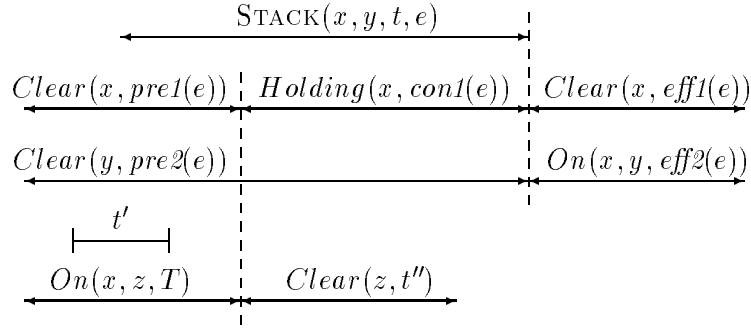 STACK(x, y, t, e)
Clear(x, pre1(e)) Holding(x, con1(e)) Clear(x, eff1(e))
Clear(y, pre2(e)) On(x, y, eff2(e))
t′
On(x, z, T) Clear(z, t″)